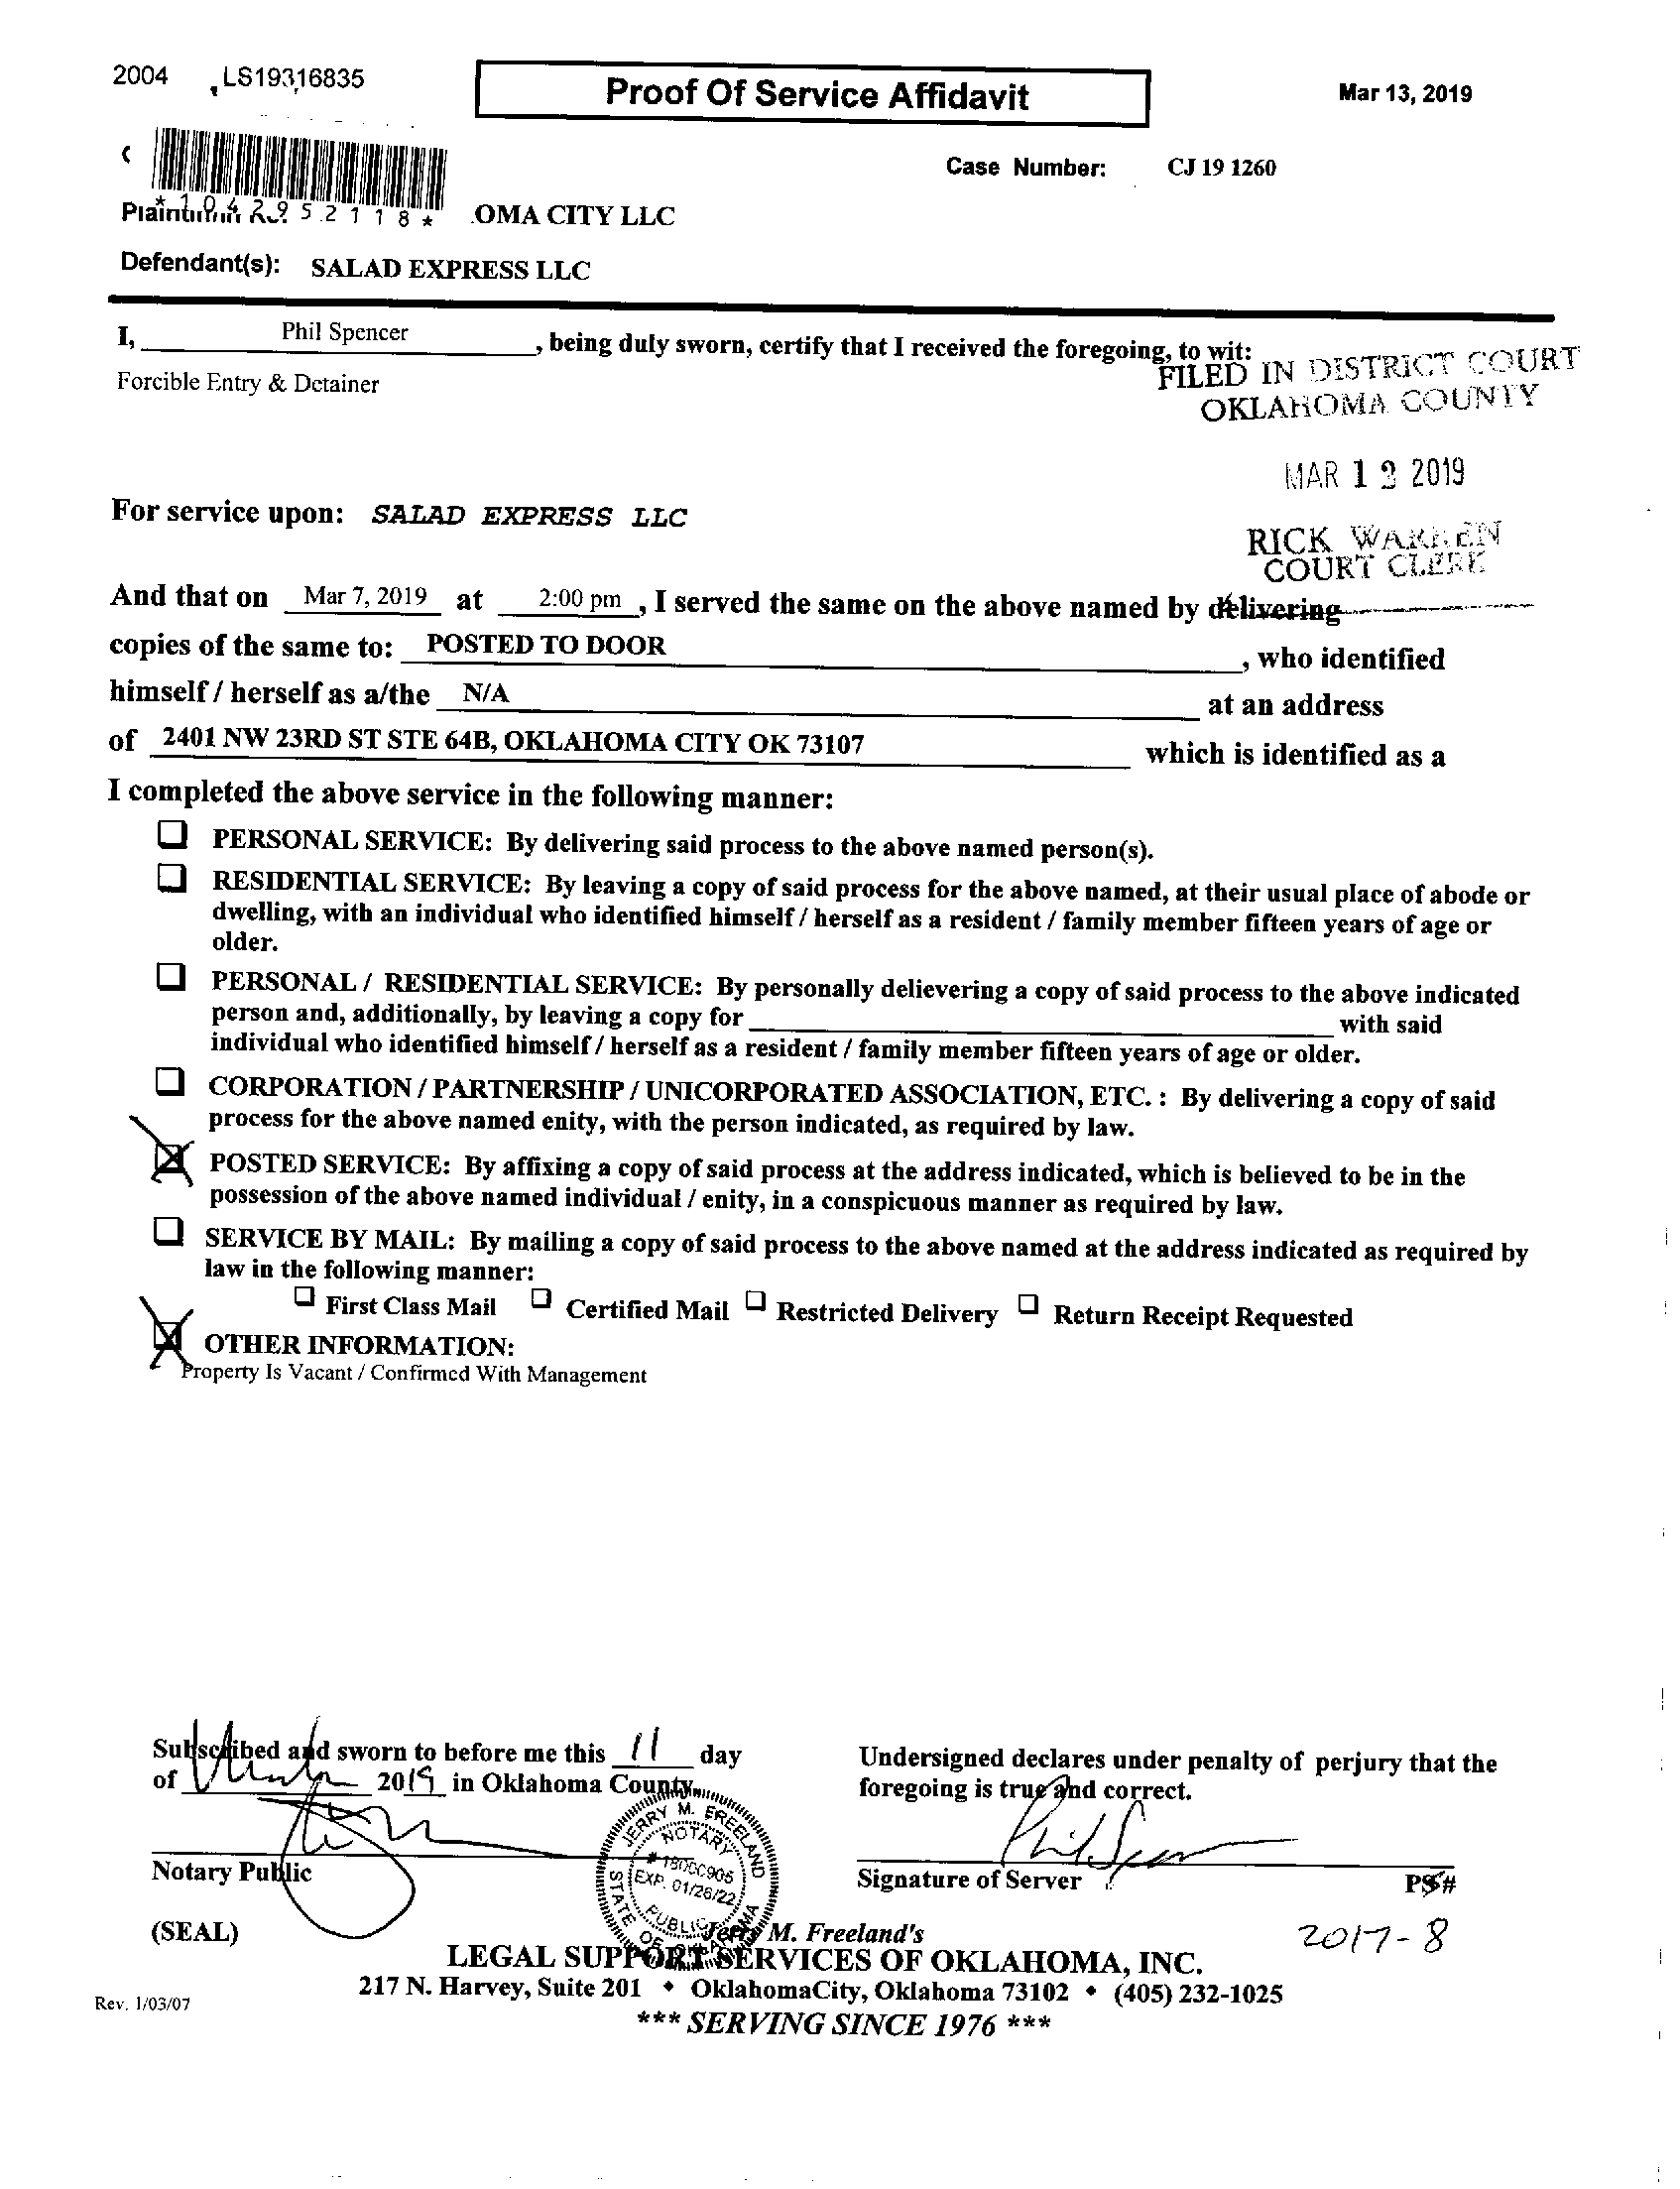 2004 LS19316835
Proof Of Service Affidavit
Mar 13, 2019
Case Number: CJ 19 1260
*1042952118*
OMA CITY LLC
Defendant(s): SALAD EXPRESS LLC
I, Phil Spencer, being duly sworn, certify that I received the foregoing, to wit:
Forcible Entry & Detainer
FILED IN DISTRICT COURT
OKLAHOMA COUNTY
MAR 2019
For service upon: SALAD EXPRESS LLC
RICK WARREN
COURT CLERK
And that on Mar 7, 2019 at 2:00 pm, I served the same on the above named by delivering
copies of the same to: POSTED TO DOOR, who identified
himself / herself as a/the N/A at an address
of 2401 NW 23RD ST STE 64B, OKLAHOMA CITY OK 73107 which is identified as a
I completed the above service in the following manner:
PERSONAL SERVICE: By delivering said process to the above named person(s).
RESIDENTIAL SERVICE: By leaving a copy of said process for the above named, at their usual place of abode or
dwelling, with an individual who identified himself / herself as a resident / family member fifteen years of age or
older.
PERSONAL / RESIDENTIAL SERVICE: By personally delievering a copy of said process to the above indicated
person and, additionally, by leaving a copy for with said
individual who identified himself / herself as a resident / family member fifteen years of age or older.
CORPORATION / PARTNERSHIP / UNICORPORATED ASSOCIATION, ETC. : By delivering a copy of said
process for the above named enity, with the person indicated, as required by law.
POSTED SERVICE: By affixing a copy of said process at the address indicated, which is believed to be in the
possession of the above named individual / enity, in a conspicuous manner as required by law.
SERVICE BY MAIL: By mailing a copy of said process to the above named at the address indicated as required by
law in the following manner:
First Class Mail Certified Mail Restricted Delivery Return Receipt Requested
OTHER INFORMATION:
Property Is Vacant / Confirmed With Management
Subscribed and sworn to before me this 11 day
of March 2019 in Oklahoma County.
Undersigned declares under penalty of perjury that the
foregoing is true and correct.
JERRY M. FREELAND
NOTARY
EXP. 01/26/22
PUBLIC
STATE OF OKLAHOMA
Notary Public
Phil Spencer
Signature of Server PS#
(SEAL)
2017-8
Jerry M. Freeland's
LEGAL SUPPORT SERVICES OF OKLAHOMA, INC.
217 N. Harvey, Suite 201 ♦ OklahomaCity, Oklahoma 73102 ♦ (405) 232-1025
Rev. 1/03/07
*** SERVING SINCE 1976 ***